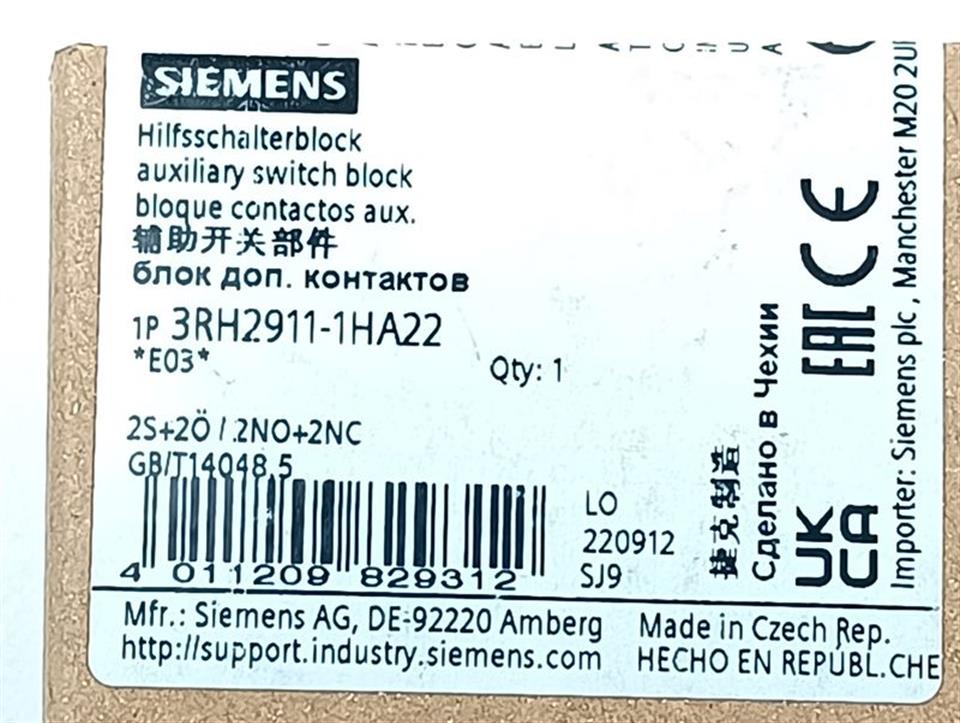 SIEMENS
Hilfsschalterblock
auxiliary switch block
bloque contactos aux.
辅助开关部件
блок доп. контактов
1P 3RH2911-1HA22
*E03*
Qty: 1
2S+2Ö / 2NO+2NC
GB/T14048.5
4 011209 829312
LO
220912
SJ9
捷克制造
Сделано в Чехии
EAC CE
UK CA
Importer: Siemens plc, Manchester M20 2U
Mfr.: Siemens AG, DE-92220 Amberg
http://support.industry.siemens.com
Made in Czech Rep.
HECHO EN REPÚBL.CHE